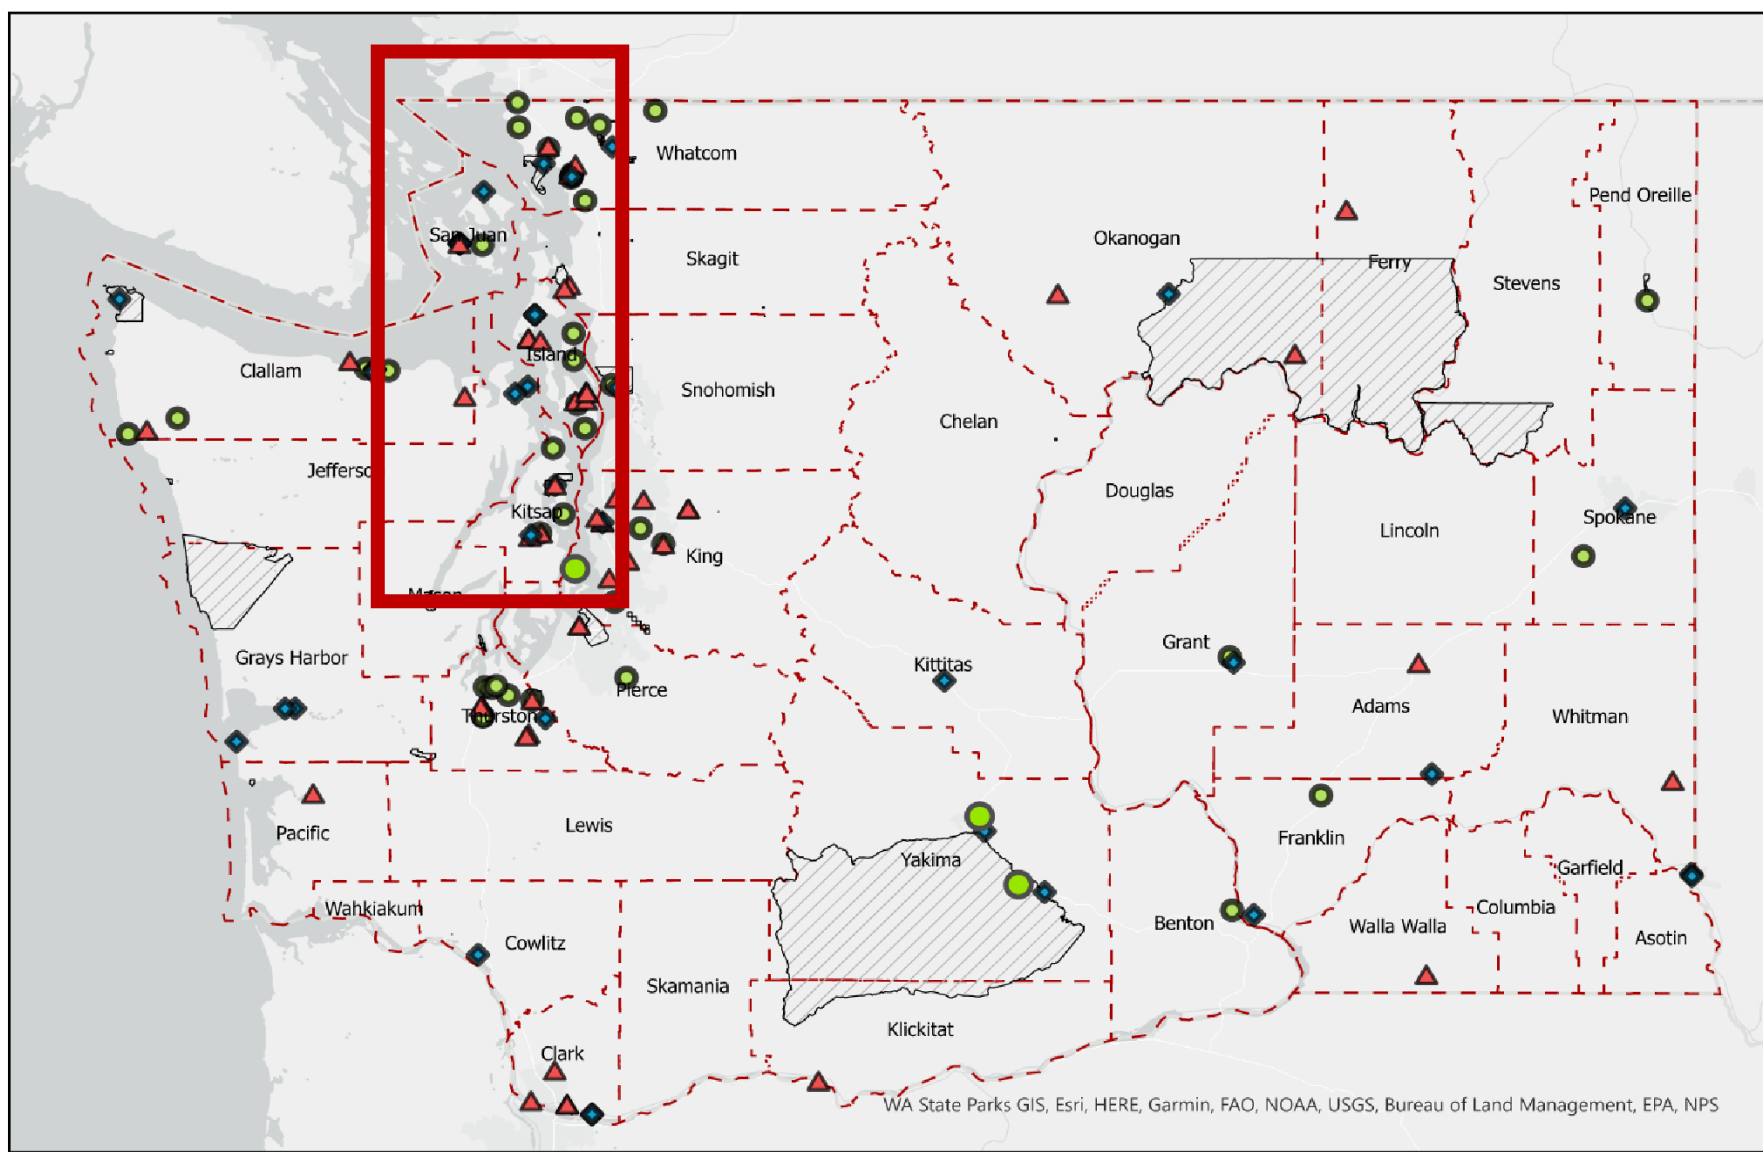 Whatcom
Pend Oreille
San Juan
Okanogan
Skagit
Ferry
Stevens
Island
Clallam
Snohomish
Chelan
Jefferso
Douglas
Kitsap
Spokane
Lincoln
King
Mason
Grant
Grays Harbor
Kittitas
Pierce
Adams
Thurston
Whitman
Lewis
Pacific
Franklin
Yakima
Garfield
Wahkiakum
Columbia
Benton
Walla Walla
Asotin
Cowlitz
Skamania
Klickitat
Clark
WA State Parks GIS, Esri, HERE, Garmin, FAO, NOAA, USGS, Bureau of Land Management, EPA, NPS